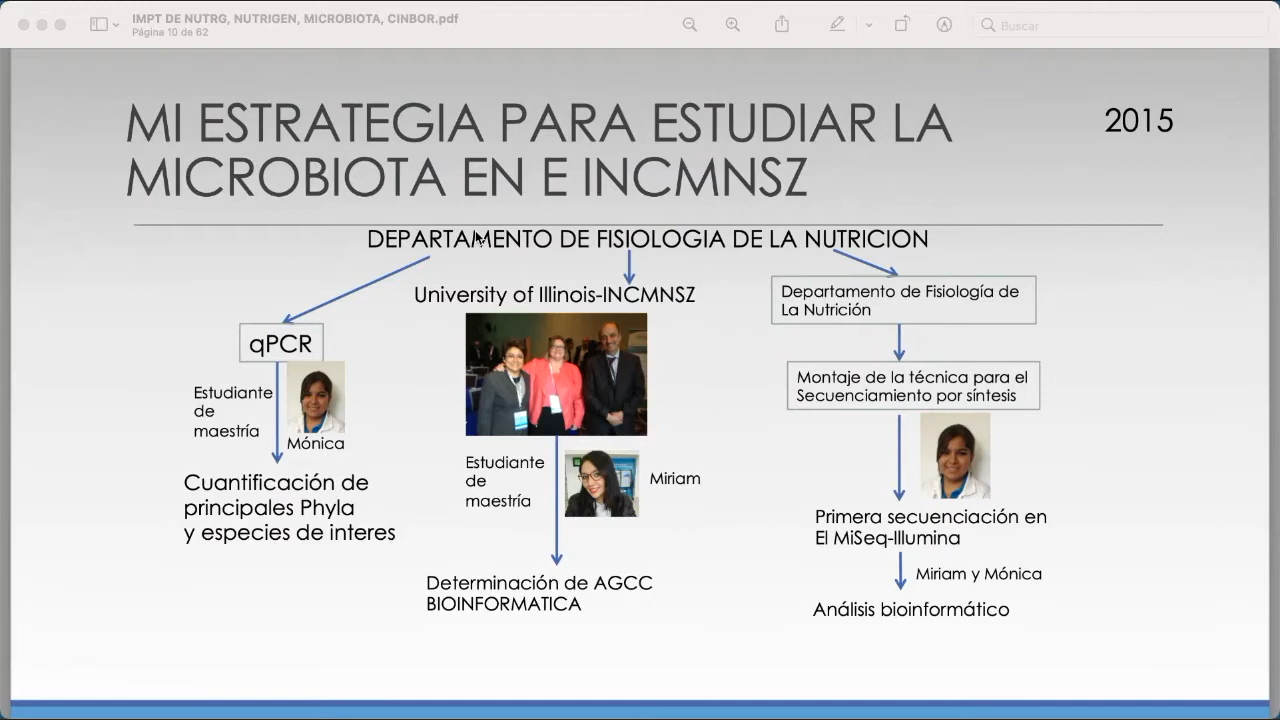 IMPT DE NUTRG, NUTRIGEN, MICROBIOTA, CINBOR.pdf
Página 10 de 62
Buscar
MI ESTRATEGIA PARA ESTUDIAR LA
MICROBIOTA EN E INCMNSZ
2015
DEPARTAMENTO DE FISIOLOGIA DE LA NUTRICION
qPCR
Estudiante
de
maestría
Mónica
Cuantificación de
principales Phyla
y especies de interes
University of Illinois-INCMNSZ
Estudiante
de
maestría
Miriam
Determinación de AGCC
BIOINFORMATICA
Departamento de Fisiología de
La Nutrición
Montaje de la técnica para el
Secuenciamiento por síntesis
Primera secuenciación en
El MiSeq-Illumina
Miriam y Mónica
Análisis bioinformático